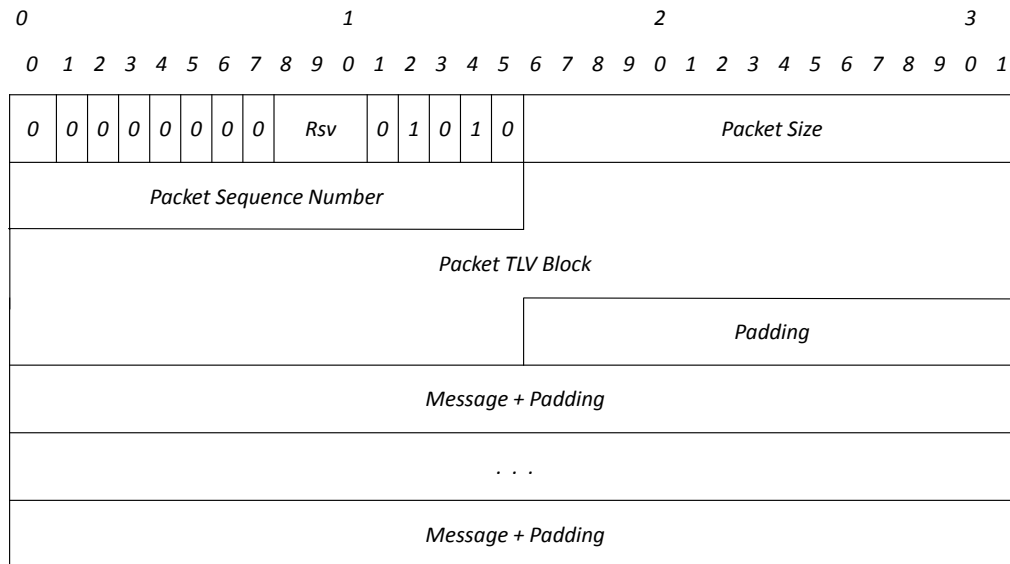 0 1 2 3
0 1 2 3 4 5 6 7 8 9 0 1 2 3 4 5 6 7 8 9 0 1 2 3 4 5 6 7 8 9 0 1
0 0 0 0 0 0 0 0 Rsv 0 1 0 1 0 Packet Size
Packet Sequence Number
Packet TLV Block
Padding
Message + Padding
. . .
Message + Padding